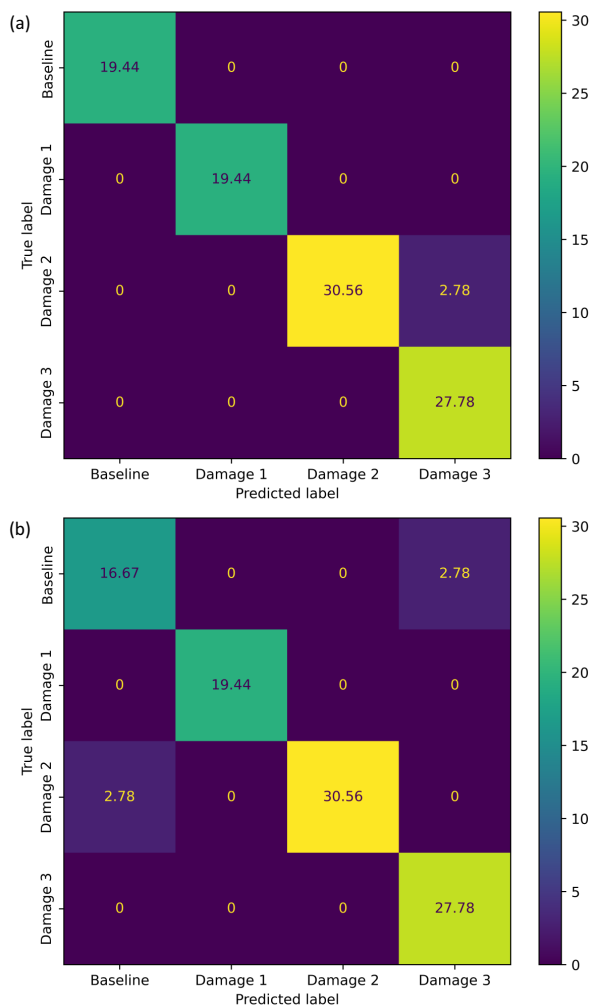 (a)
Baseline
19.44 0 0 0
Damage 1
0 19.44 0 0
True label
Damage 2
0 0 30.56 2.78
Damage 3
0 0 0 27.78
Baseline Damage 1 Damage 2 Damage 3
Predicted label
30
25
20
15
10
5
0
(b)
Baseline
16.67 0 0 2.78
Damage 1
0 19.44 0 0
True label
Damage 2
2.78 0 30.56 0
Damage 3
0 0 0 27.78
Baseline Damage 1 Damage 2 Damage 3
Predicted label
30
25
20
15
10
5
0